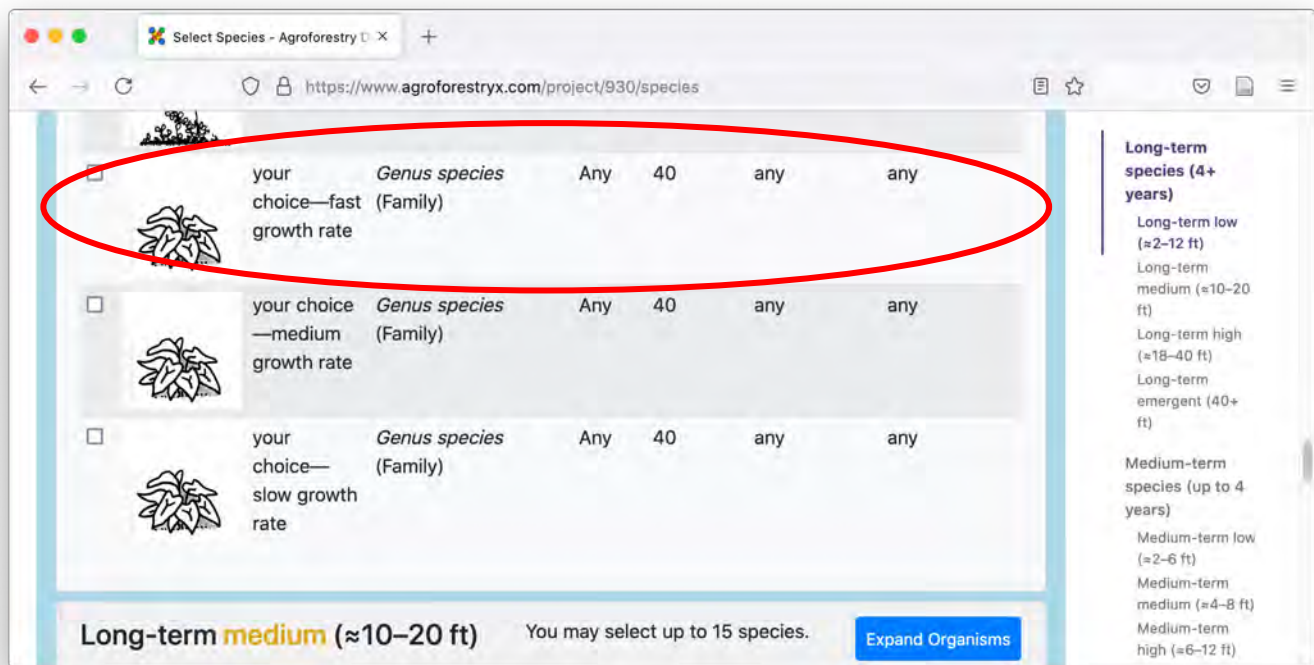 Select Species - Agroforestry D
https://www.agroforestryx.com/project/930/species
your Genus species Any 40 any any
choice—fast (Family)
growth rate
your choice Genus species Any 40 any any
—medium (Family)
growth rate
your Genus species Any 40 any any
choice— (Family)
slow growth
rate
Long-term medium (≈10–20 ft) You may select up to 15 species. Expand Organisms
Long-term
species (4+
years)
Long-term low
(≈2–12 ft)
Long-term
medium (≈10–20
ft)
Long-term high
(≈18–40 ft)
Long-term
emergent (40+
ft)
Medium-term
species (up to 4
years)
Medium-term low
(≈2–6 ft)
Medium-term
medium (≈4–8 ft)
Medium-term
high (≈6–12 ft)